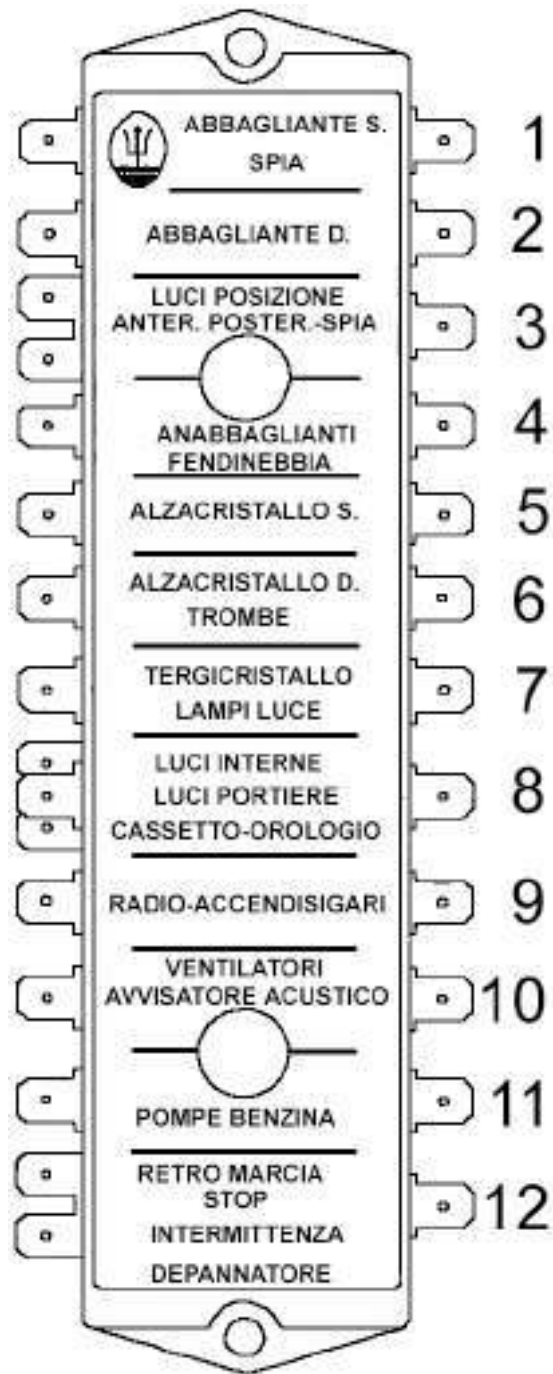 ABBAGLIANTE S.
SPIA
1
ABBAGLIANTE D.
2
LUCI POSIZIONE
ANTER. POSTER.-SPIA
3
ANABBAGLIANTI
FENDINEBBIA
4
ALZACRISTALLO S.
5
ALZACRISTALLO D.
TROMBE
6
TERGICRISTALLO
LAMPI LUCE
7
LUCI INTERNE
LUCI PORTIERE
CASSETTO-OROLOGIO
8
RADIO-ACCENDISIGARI
9
VENTILATORI
AVVISATORE ACUSTICO
10
POMPE BENZINA
11
RETRO MARCIA
STOP
INTERMITTENZA
DEPANNATORE
12